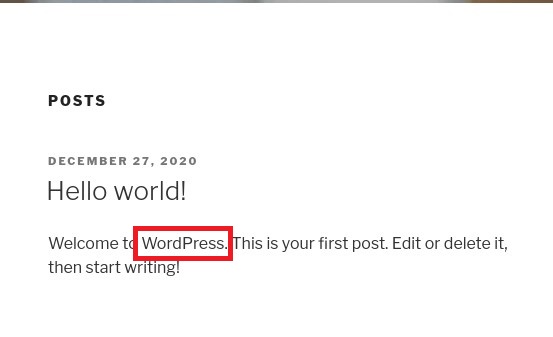 POSTS
DECEMBER 27, 2020
Hello world!
Welcome to WordPress. This is your first post. Edit or delete it,
then start writing!